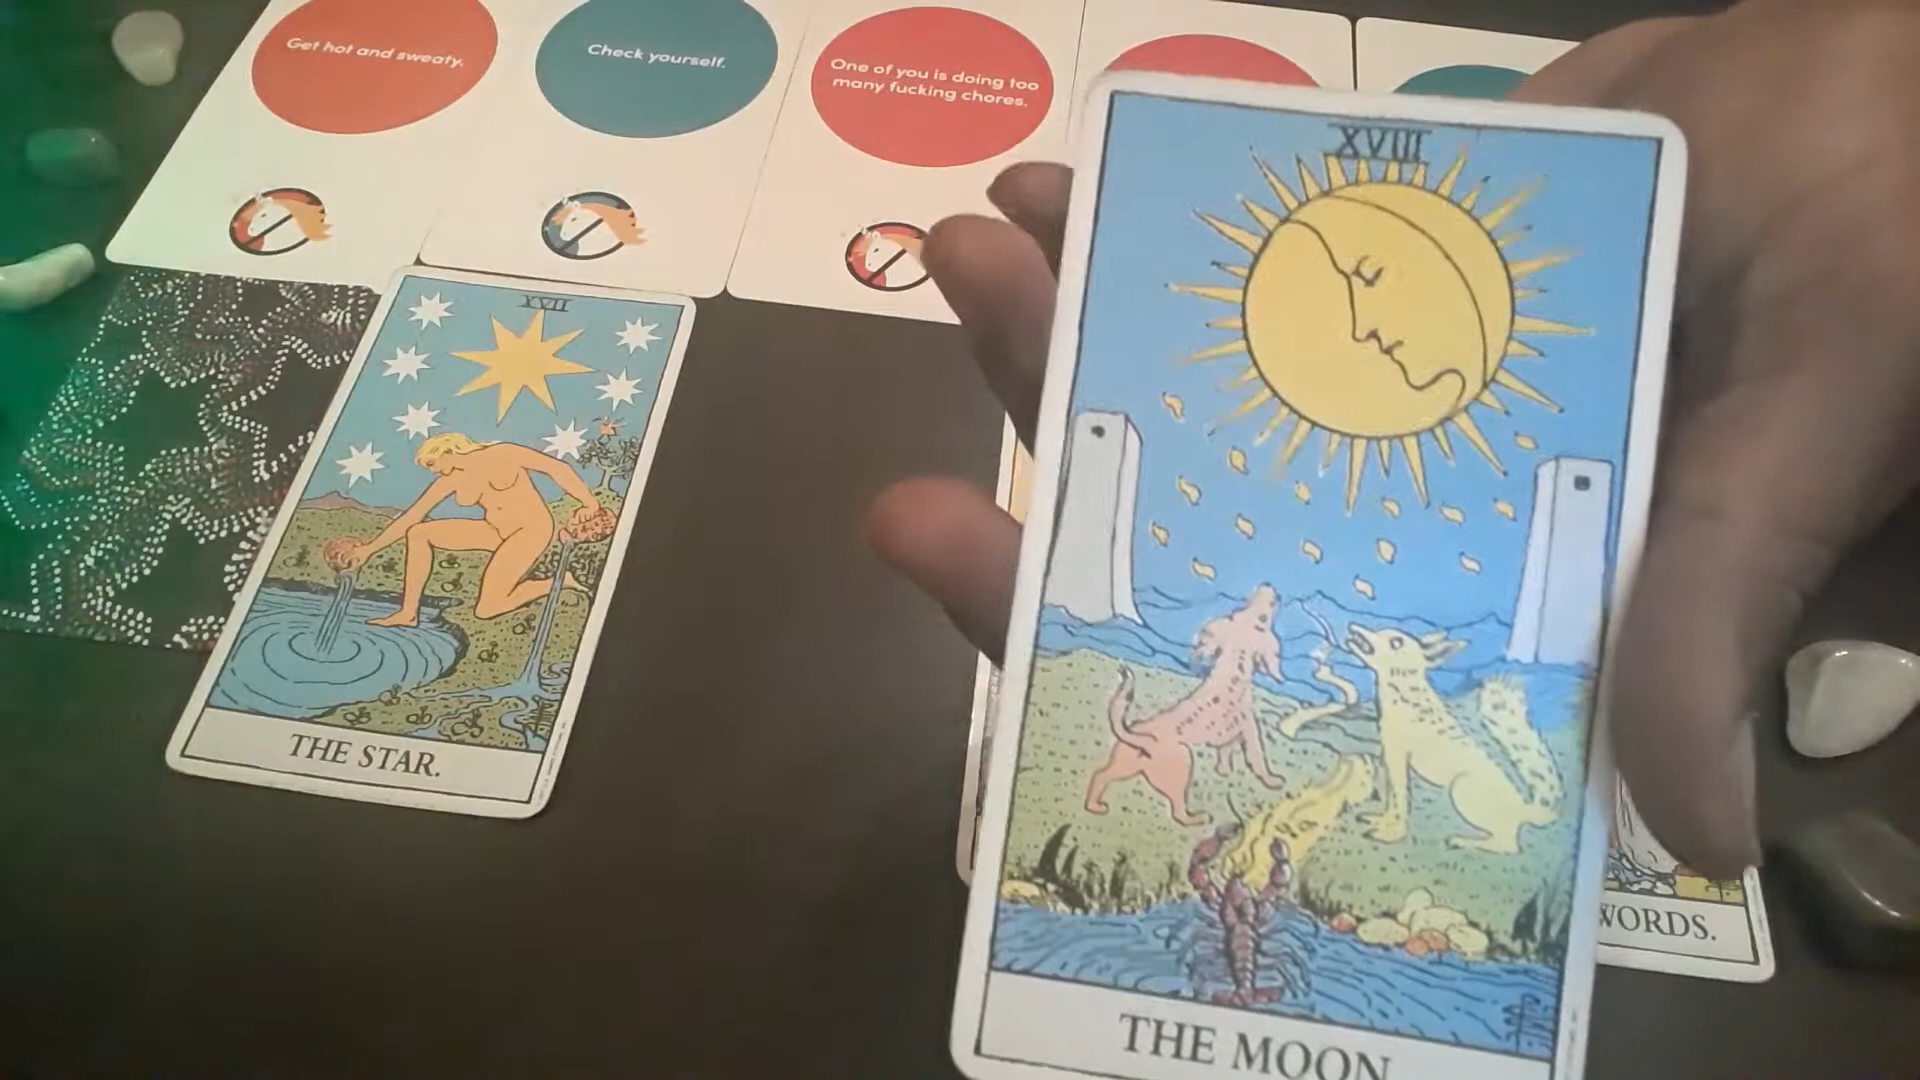 Get hot and sweaty.
Check yourself.
One of you is doing too
many fucking chores.
XVIII
XVII
THE STAR.
WORDS.
THE MOON